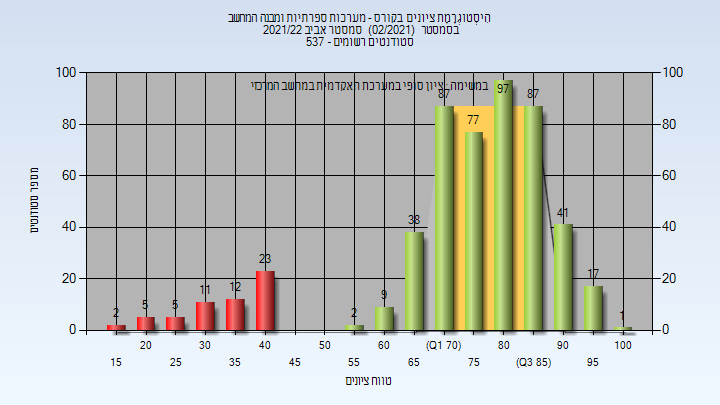 היסטוגרמת ציונים בקורס - מערכות ספרתיות ומבנה המחשב
בסמסטר (02/2021) סמסטר אביב 2021/22
סטודנטים רשומים - 537
במשימה - ציון סופי במערכת האקדמית במחשב המרכזי
מספר סטודנטים
100 100
80 80
60 60
40 40
20 20
0 0
2 5 5 11 12 23 2 9 38 87 77 97 87 41 17 1
20 30 40 50 60 (Q1 70) 80 90 100
15 25 35 45 55 65 75 (Q3 85) 95
טווח ציונים